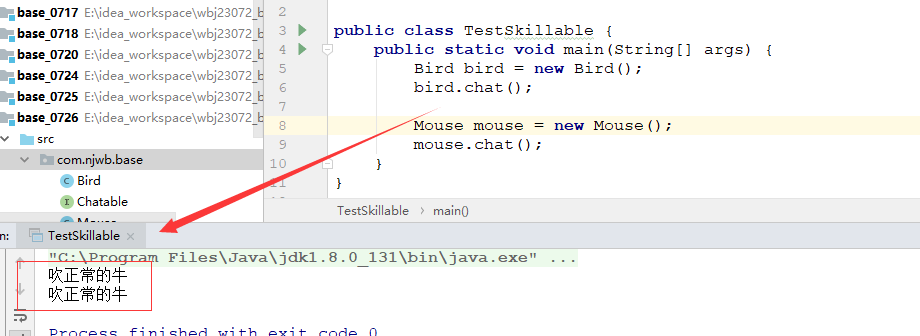 base_0717 E:\idea_workspace\wbj23072_b
base_0718 E:\idea_workspace\wbj23072_b
base_0720 E:\idea_workspace\wbj23072_b
base_0724 E:\idea_workspace\wbj23072_b
base_0725 E:\idea_workspace\wbj23072_b
base_0726 E:\idea_workspace\wbj23072_b
src
com.njwb.base
Bird
Chatable
Mouse
2
3 public class TestSkillable {
4 public static void main(String[] args) {
5 Bird bird = new Bird();
6 bird.chat();
7
8 Mouse mouse = new Mouse();
9 mouse.chat();
10 }
11 }
TestSkillable > main()
n: TestSkillable ×
"C:\Program Files\Java\jdk1.8.0_131\bin\java.exe" ...
吹正常的牛
吹正常的牛
Process finished with exit code 0